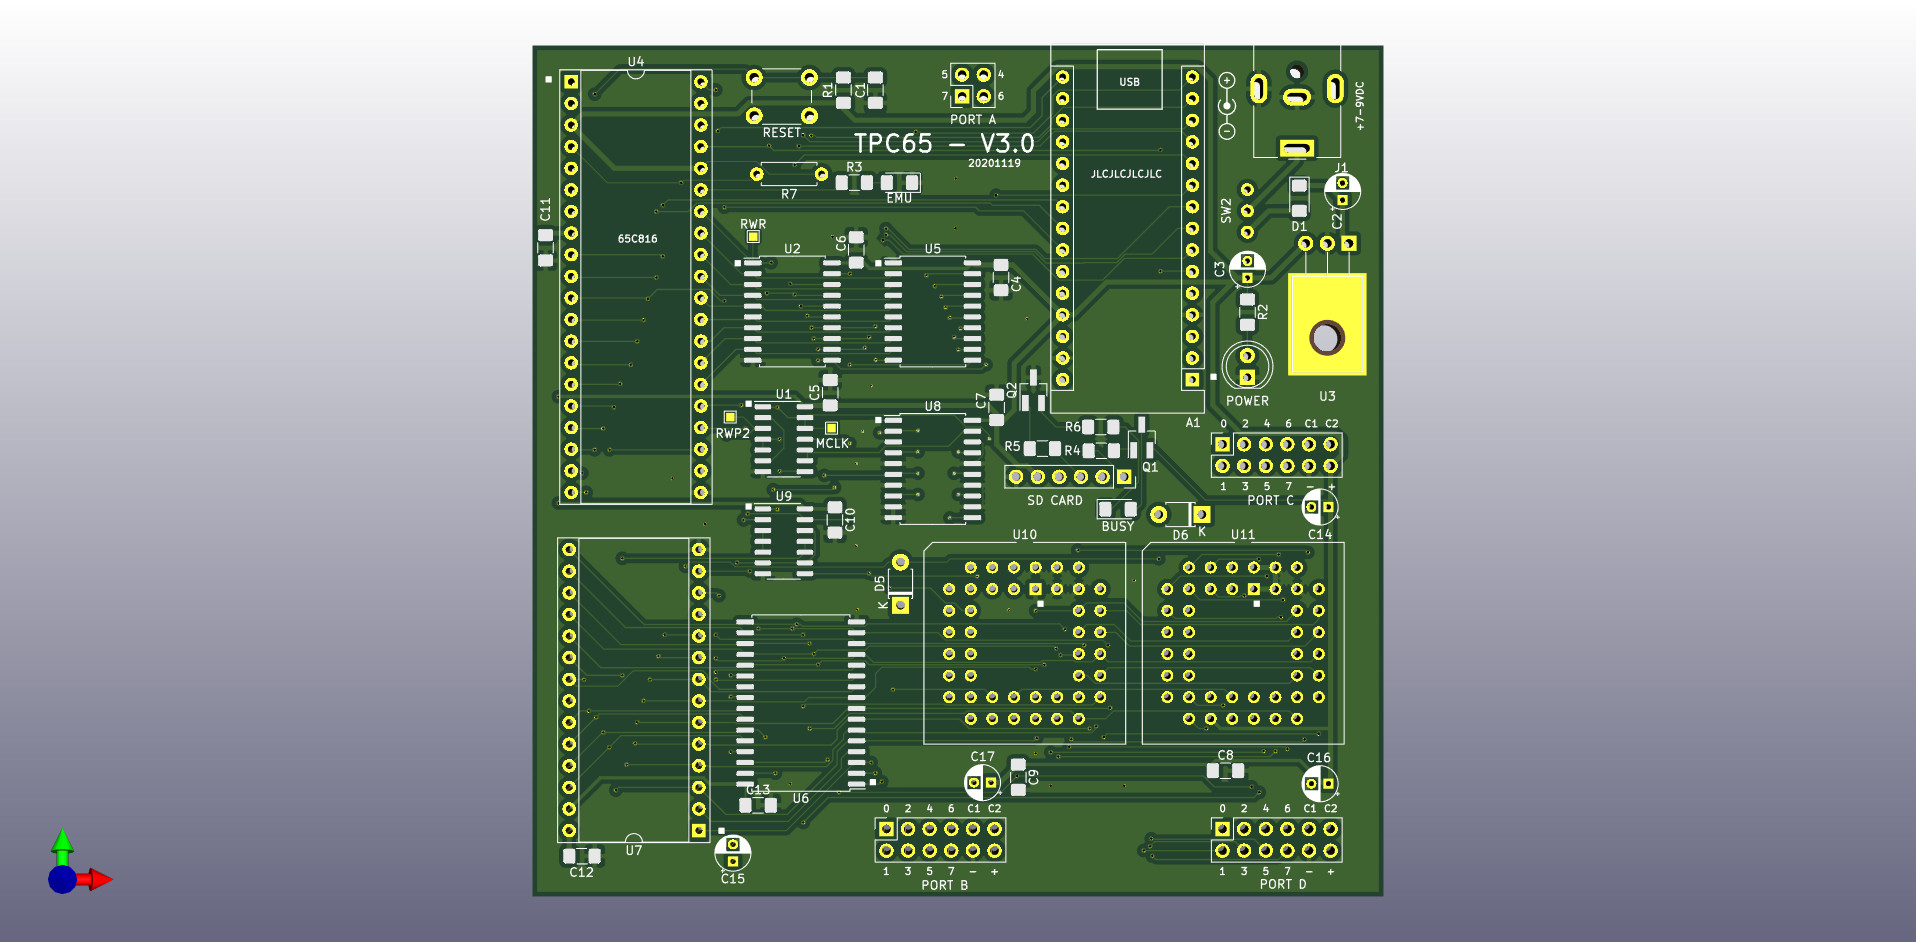 U4
R1
C1
5
4
7
6
PORT A
RESET
USB
+7-9VDC
TPC65 - V3.0
20201119
R3
R7
EMU
JLCJLCJLCJLC
J1
C11
SW2
D1
C2
+
65C816
RWR
U2
C6
U5
C4
C3
+
R2
U3
POWER
C5
U1
C7
Q2
U8
RWP2
MCLK
R5
R6
R4
Q1
A1
0 2 4 6 C1 C2
1 3 5 7 - +
PORT C
SD CARD
U9
C10
BUSY
D6
K
C14
+
U10
U11
D5
K
C17
+
C9
C8
C16
+
C13
U6
0 2 4 6 C1 C2
0 2 4 6 C1 C2
U7
C12
C15
+
1 3 5 7 - +
1 3 5 7 - +
PORT B
PORT D